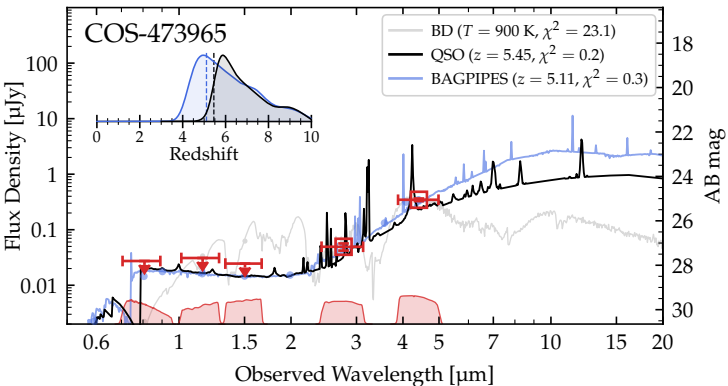 COS-473965
BD (T = 900 K, χ² = 23.1)
QSO (z = 5.45, χ² = 0.2)
BAGPIPES (z = 5.11, χ² = 0.3)
Flux Density [μJy]
100
10
1
0.1
0.01
0 2 4 6 8 10
Redshift
18
20
22
24
26
28
30
AB mag
0.6 1 1.5 2 3 4 5 10 15 20
Observed Wavelength [μm]